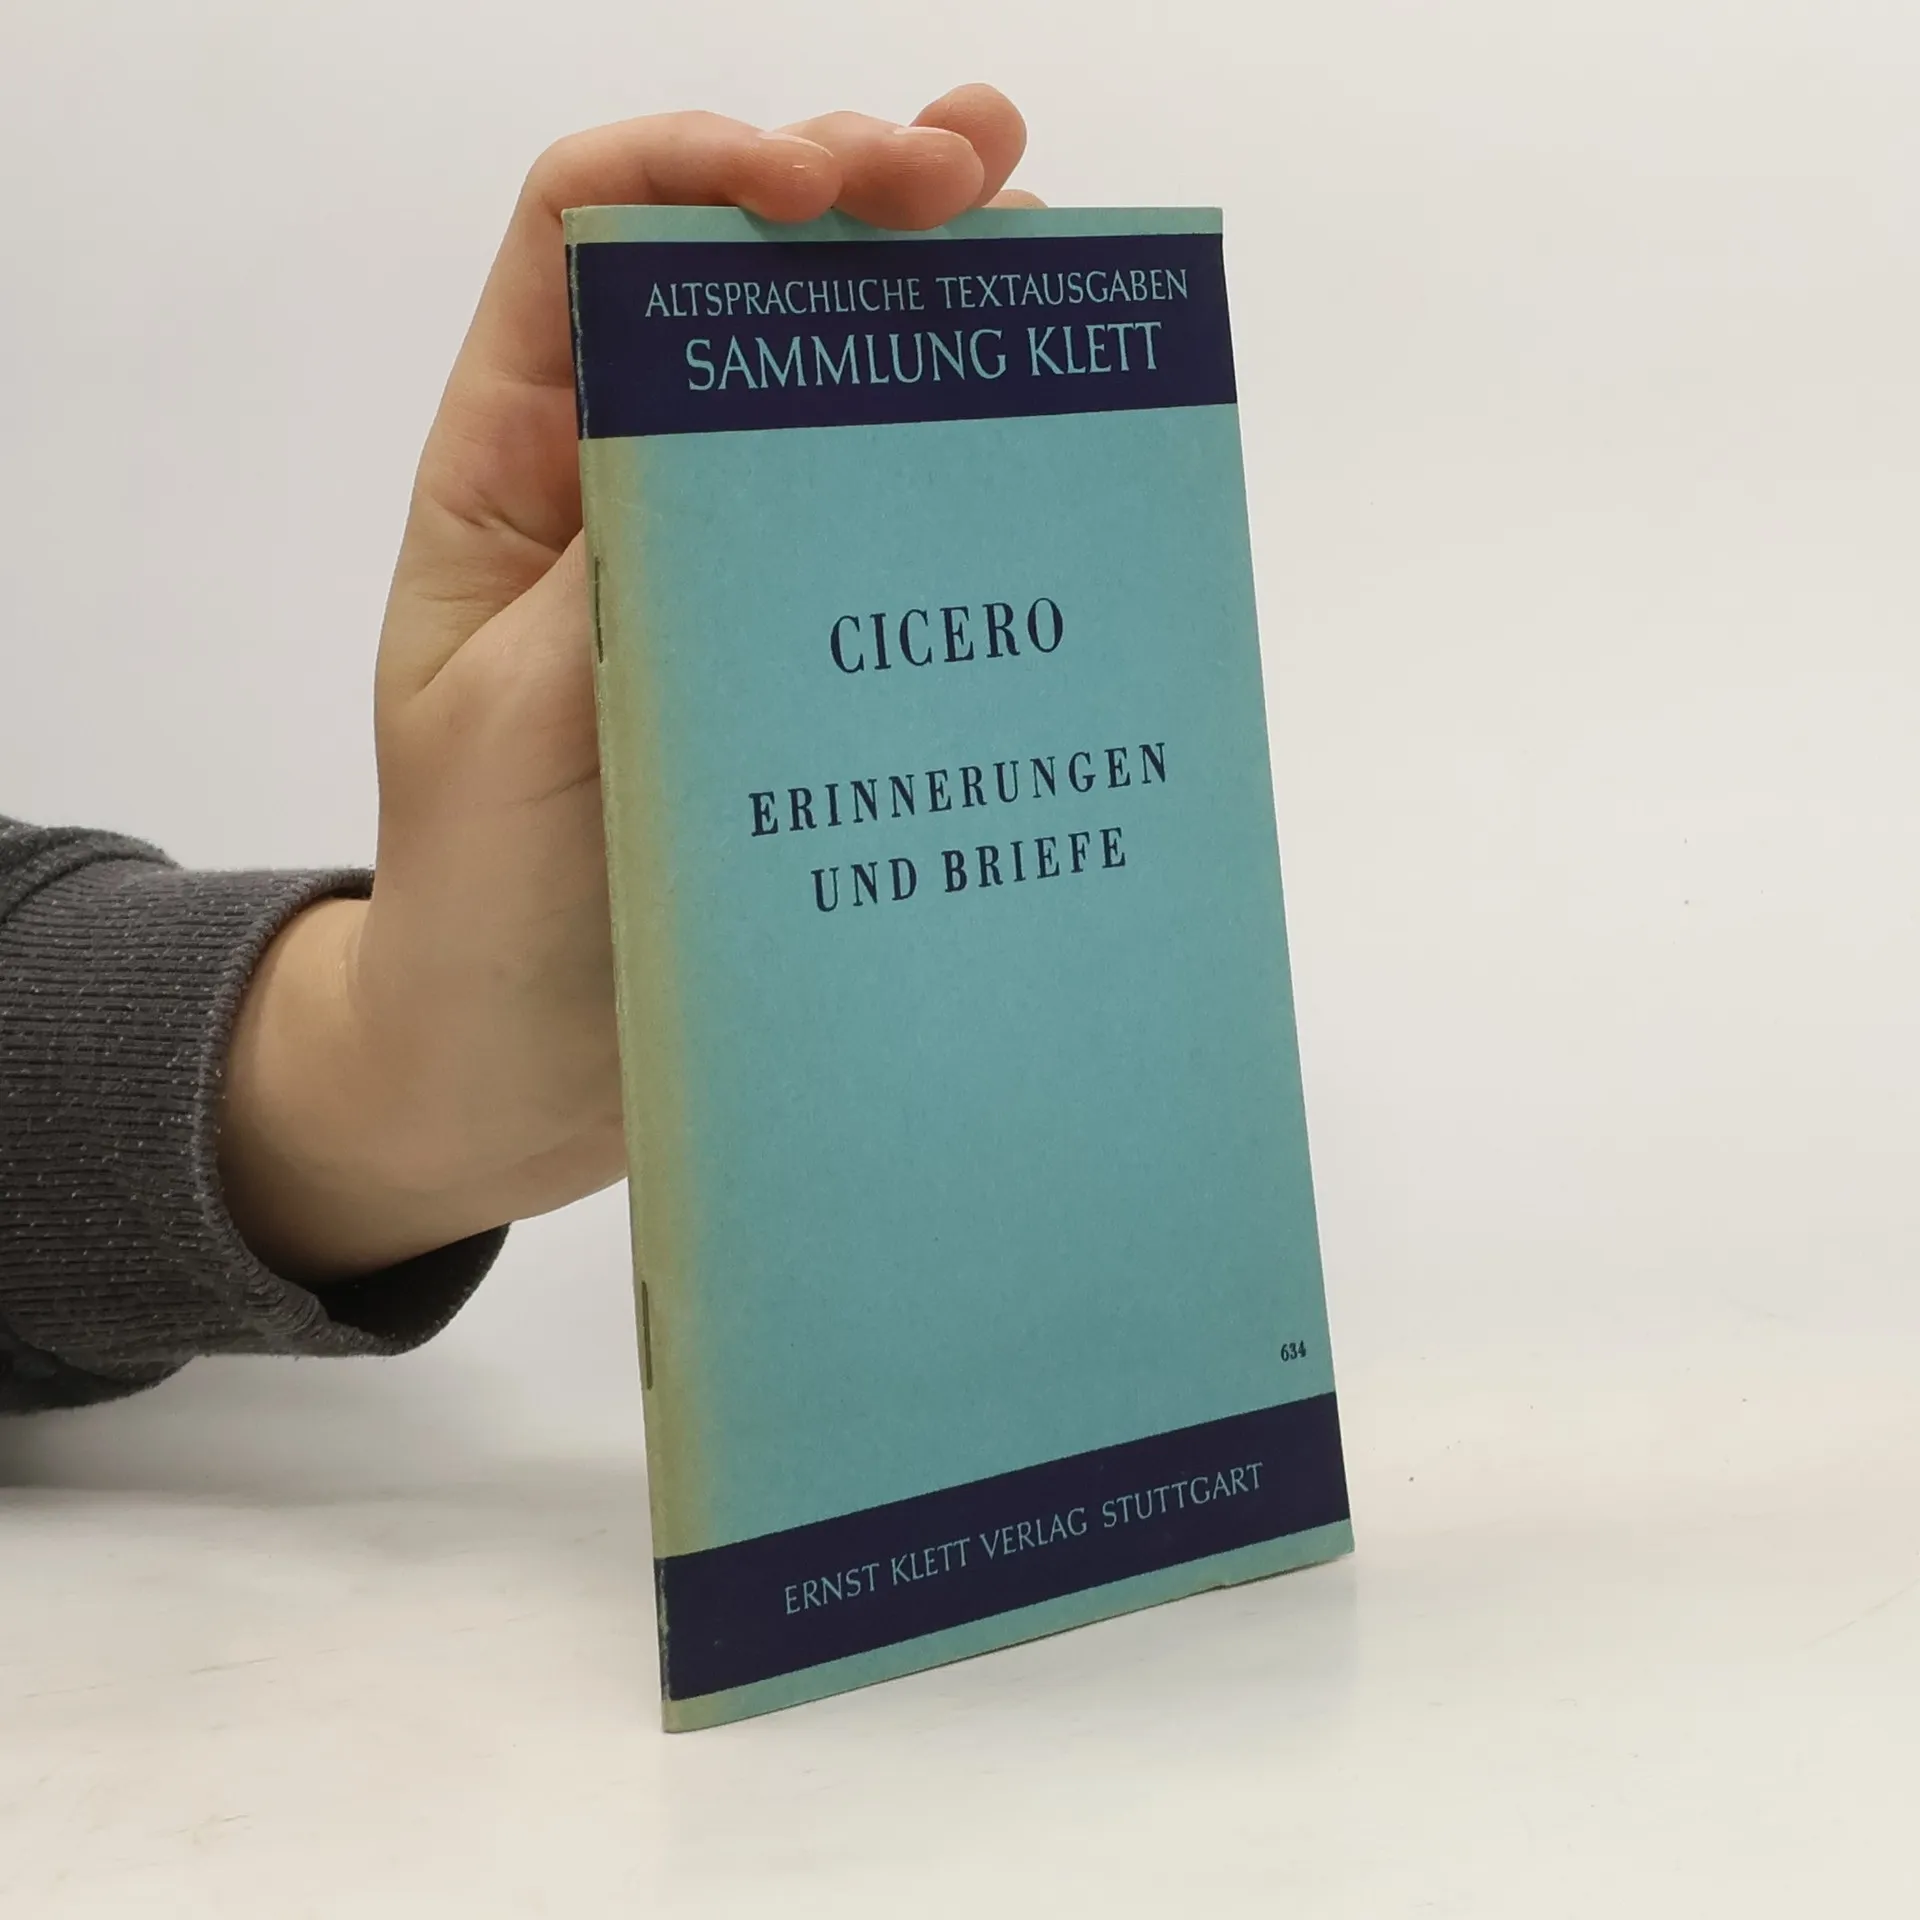 ALTSPRACHLICHE TEXTAUSGABEN
SAMMLUNG KLETT
CICERO
ERINNERUNGEN
UND BRIEFE
634
ERNST KLETT VERLAG STUTTGART